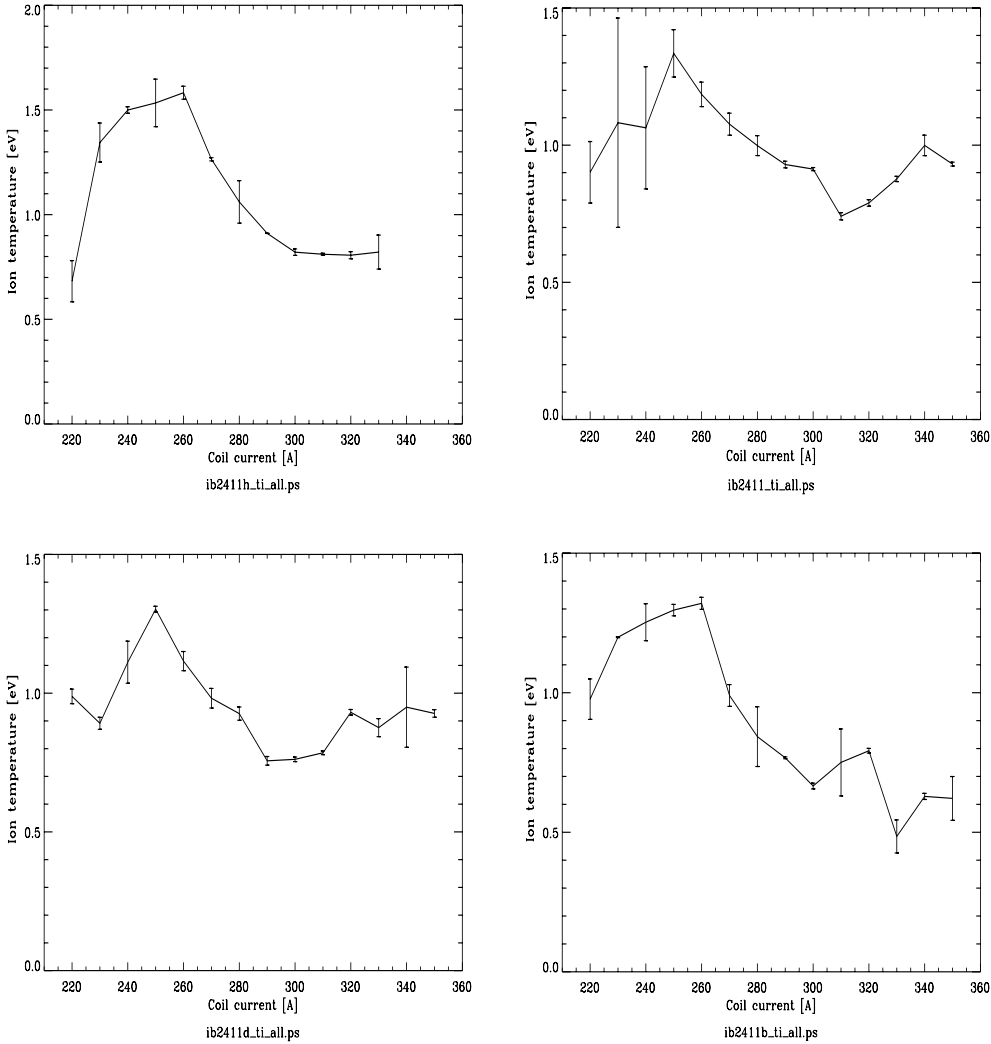 2.0
1.5
1.0
0.5
0.0
Ion temperature [eV]
220 240 260 280 300 320 340 360
Coil current [A]
ib2411h_ti_all.ps
1.5
1.0
0.5
0.0
Ion temperature [eV]
220 240 260 280 300 320 340 360
Coil current [A]
ib2411_ti_all.ps
1.5
1.0
0.5
0.0
Ion temperature [eV]
220 240 260 280 300 320 340 360
Coil current [A]
ib2411d_ti_all.ps
1.5
1.0
0.5
0.0
Ion temperature [eV]
220 240 260 280 300 320 340 360
Coil current [A]
ib2411b_ti_all.ps